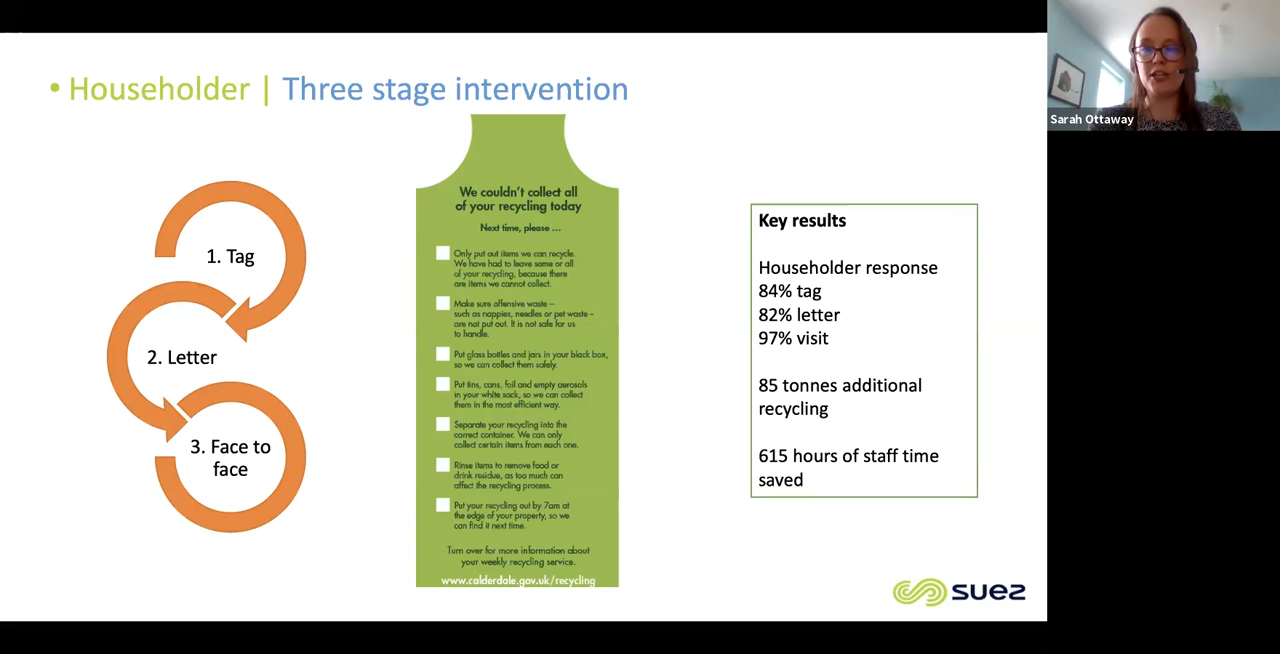 • Householder | Three stage intervention
Sarah Ottaway
1. Tag
2. Letter
3. Face to
face
We couldn't collect all
of your recycling today
Next time, please ...
Only put out items we can recycle.
We have had to leave some or all
of your recycling, because there
are items we cannot collect.
Make sure offensive waste –
such as nappies, needles or pet waste –
are not put out. It is not safe for us
to handle.
Put glass bottles and jars in your black box,
so we can collect them safely.
Put tins, cans, foil and empty aerosols
in your white sack, so we can collect
them in the most efficient way.
Separate your recycling into the
correct container. We can only
collect certain items from each one.
Rinse items to remove food or
drink residue, as too much can
affect the recycling process.
Put your recycling out by 7am at
the edge of your property, so we
can find it next time.
Turn over for more information about
your weekly recycling service.
www.calderdale.gov.uk/recycling
Key results
Householder response
84% tag
82% letter
97% visit
85 tonnes additional
recycling
615 hours of staff time
saved
suez